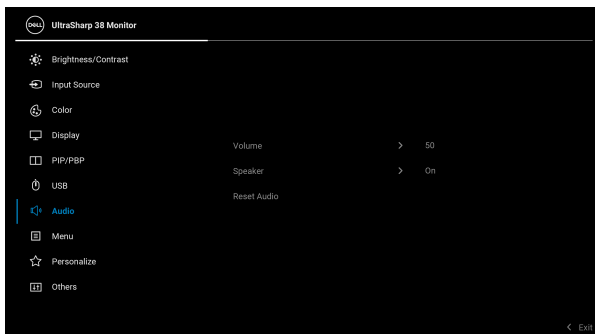 DELL UltraSharp 38 Monitor
Brightness/Contrast
Input Source
Color
Display
PIP/PBP
USB
Audio
Menu
Personalize
Others
Volume 50
Speaker On
Reset Audio
Exit